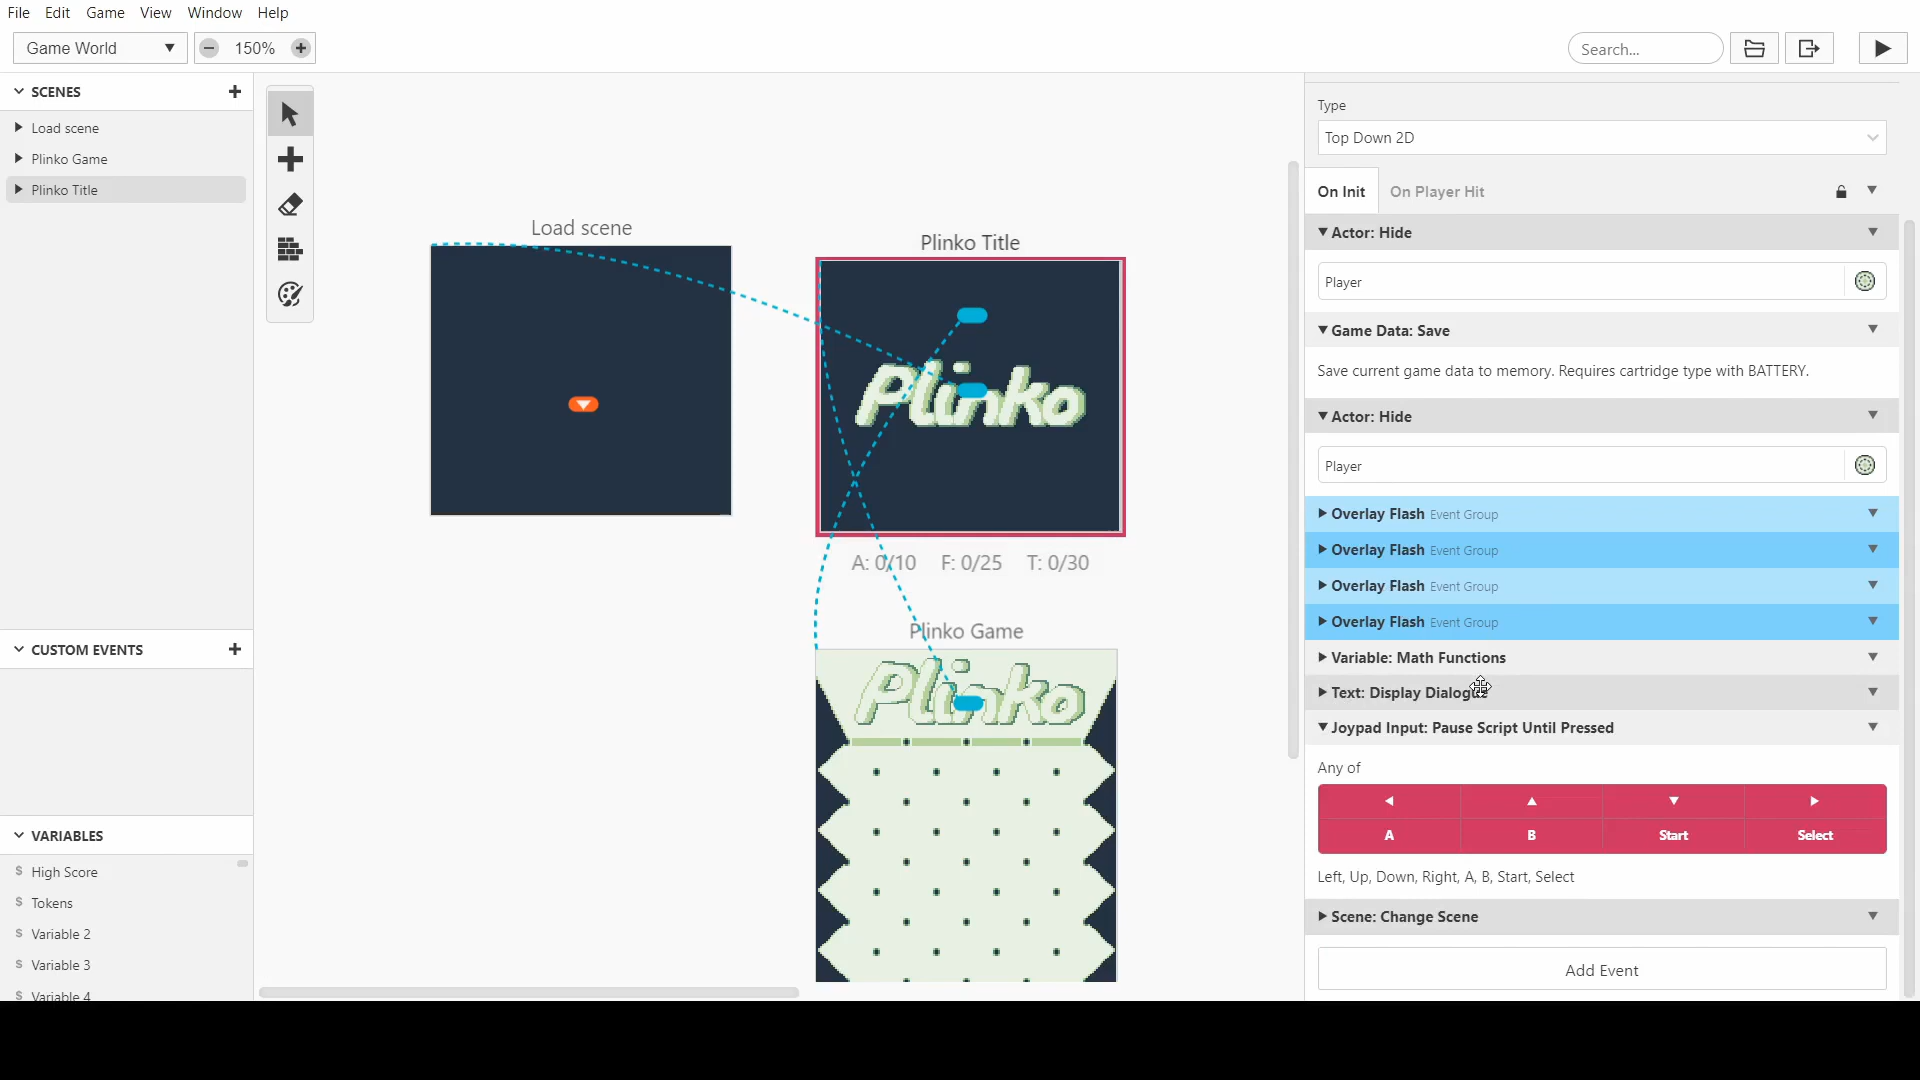 File Edit Game View Window Help
Game World 150% Search...
SCENES
Load scene
Plinko Game
Plinko Title
CUSTOM EVENTS
VARIABLES
$ High Score
$ Tokens
$ Variable 2
$ Variable 3
$ Variable 4
Load scene
Plinko Title
Plinko
A: 0/10 F: 0/25 T: 0/30
Plinko Game
Plinko
Type
Top Down 2D
On Init On Player Hit
Actor: Hide
Player
Game Data: Save
Save current game data to memory. Requires cartridge type with BATTERY.
Actor: Hide
Player
Overlay Flash Event Group
Overlay Flash Event Group
Overlay Flash Event Group
Overlay Flash Event Group
Variable: Math Functions
Text: Display Dialogue
Joypad Input: Pause Script Until Pressed
Any of
A B Start Select
Left, Up, Down, Right, A, B, Start, Select
Scene: Change Scene
Add Event